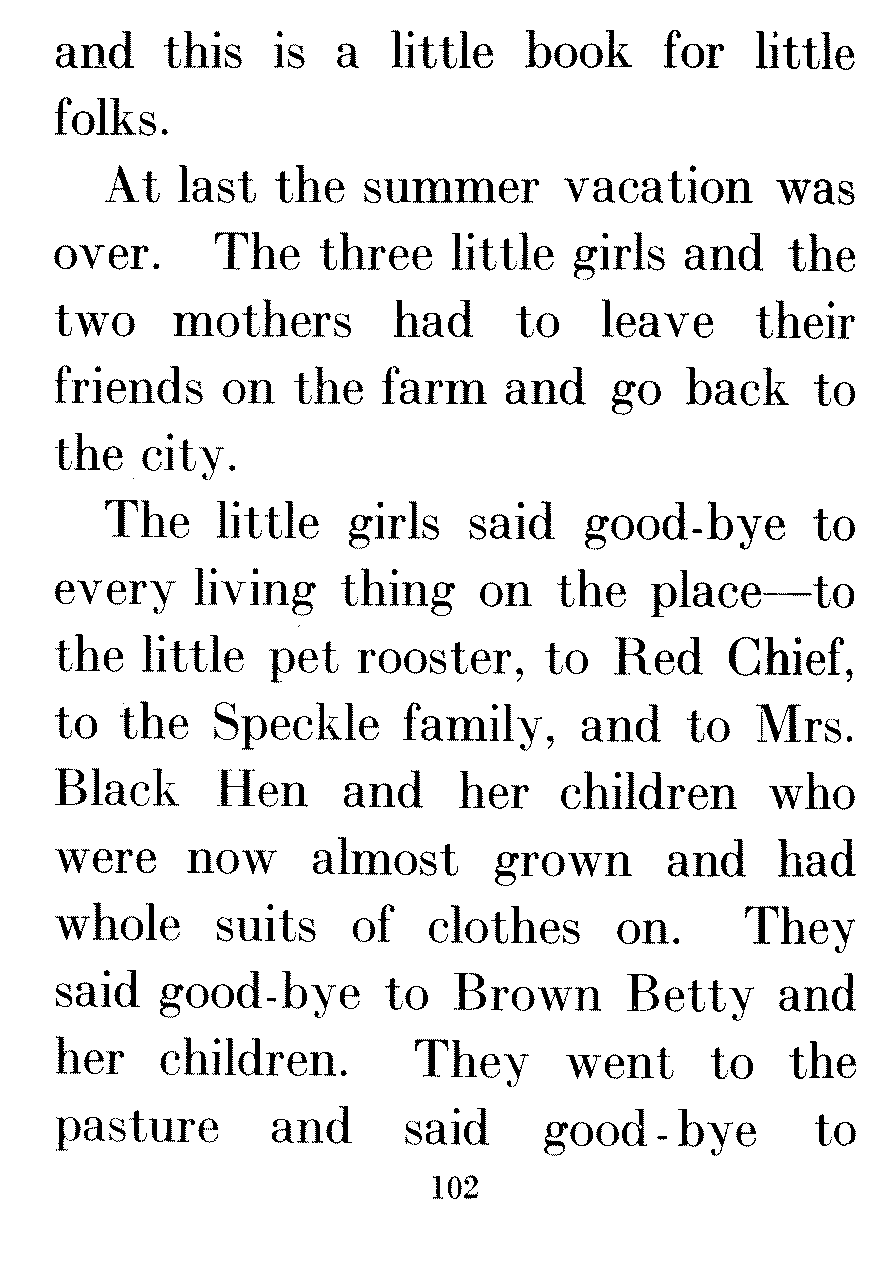 and this is a little book for little
folks.
At last the summer vacation was
over. The three little girls and the
two mothers had to leave their
friends on the farm and go back to
the city.
The little girls said good-bye to
every living thing on the place—to
the little pet rooster, to Red Chief,
to the Speckle family, and to Mrs.
Black Hen and her children who
were now almost grown and had
whole suits of clothes on. They
said good-bye to Brown Betty and
her children. They went to the
pasture and said good-bye to
102